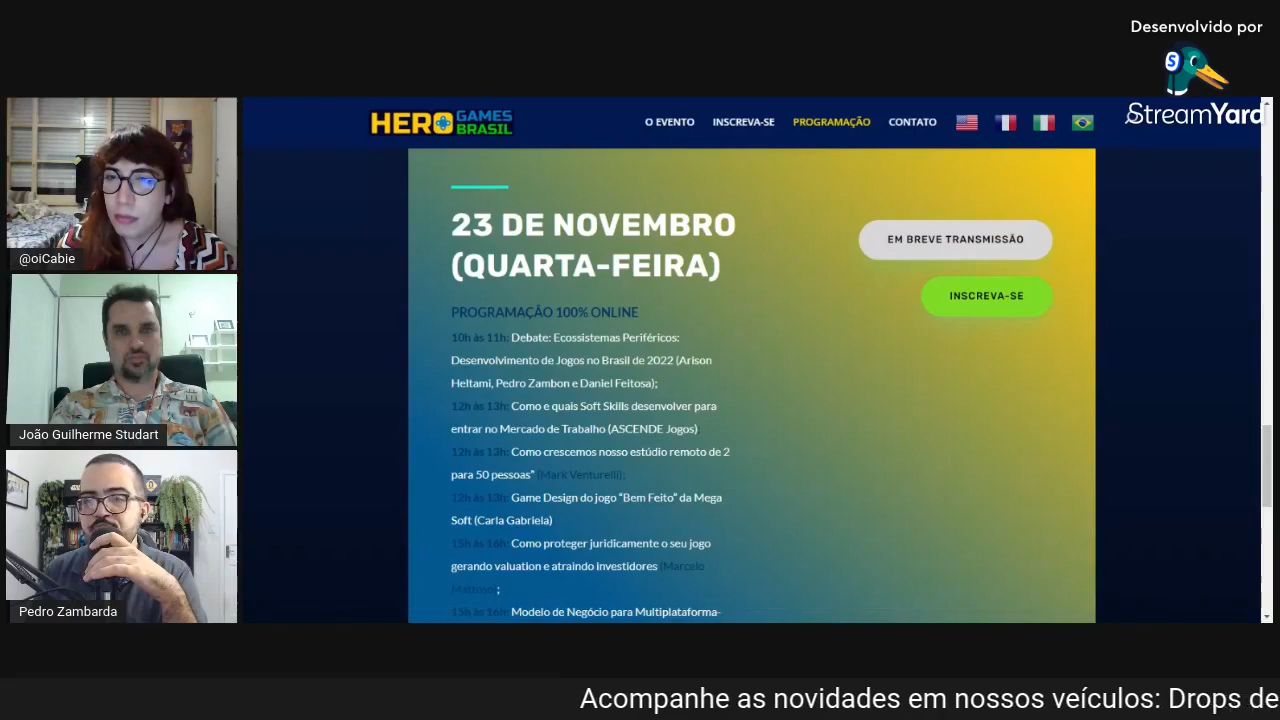 Desenvolvido por
StreamYard
HERO GAMES BRASIL
O EVENTO
INSCREVA-SE
PROGRAMAÇÃO
CONTATO
23 DE NOVEMBRO
(QUARTA-FEIRA)
EM BREVE TRANSMISSÃO
INSCREVA-SE
PROGRAMAÇÃO 100% ONLINE
10h às 11h: Debate: Ecossistemas Periféricos:
Desenvolvimento de Jogos no Brasil de 2022 (Arison
Heltami, Pedro Zambon e Daniel Feitosa);
12h às 13h: Como e quais Soft Skills desenvolver para
entrar no Mercado de Trabalho (ASCENDE Jogos)
12h às 13h: Como crescemos nosso estúdio remoto de 2
para 50 pessoas" (Mark Venturelli);
12h às 13h: Game Design do jogo "Bem Feito" da Mega
Soft (Carla Gabriela)
15h às 16h: Como proteger juridicamente o seu jogo
gerando valuation e atraindo investidores (Marcelo
Mattoso) ;
15h às 16h: Modelo de Negócio para Multiplataforma-
@oiCabie
João Guilherme Studart
Pedro Zambarda
Acompanhe as novidades em nossos veículos: Drops de